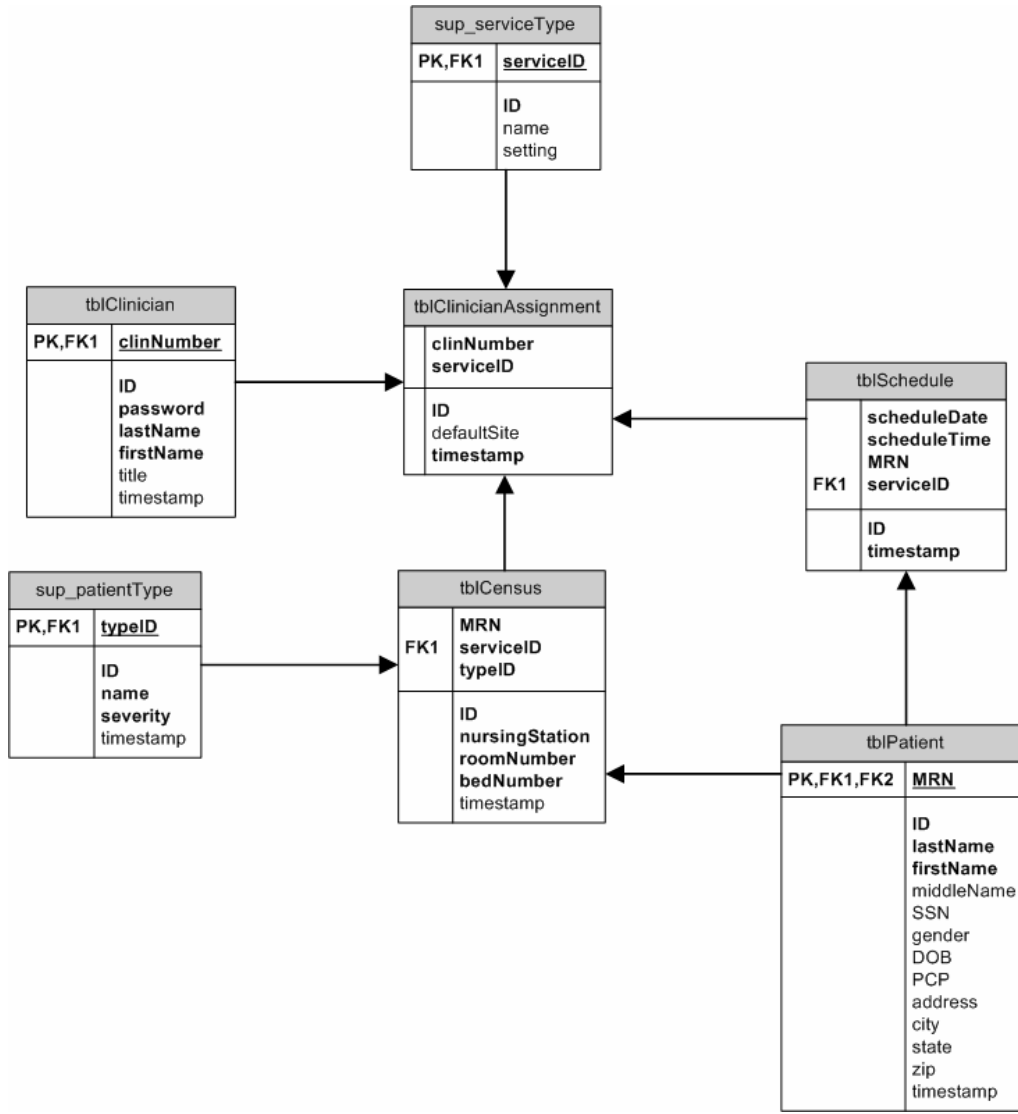 sup_serviceType
PK,FK1 serviceID
ID
name
setting
tblClinician
PK,FK1 clinNumber
ID
password
lastName
firstName
title
timestamp
tblClinicianAssignment
clinNumber
serviceID
ID
defaultSite
timestamp
tblSchedule
scheduleDate
scheduleTime
MRN
FK1 serviceID
ID
timestamp
sup_patientType
PK,FK1 typeID
ID
name
severity
timestamp
tblCensus
MRN
FK1 serviceID
typeID
ID
nursingStation
roomNumber
bedNumber
timestamp
tblPatient
PK,FK1,FK2 MRN
ID
lastName
firstName
middleName
SSN
gender
DOB
PCP
address
city
state
zip
timestamp